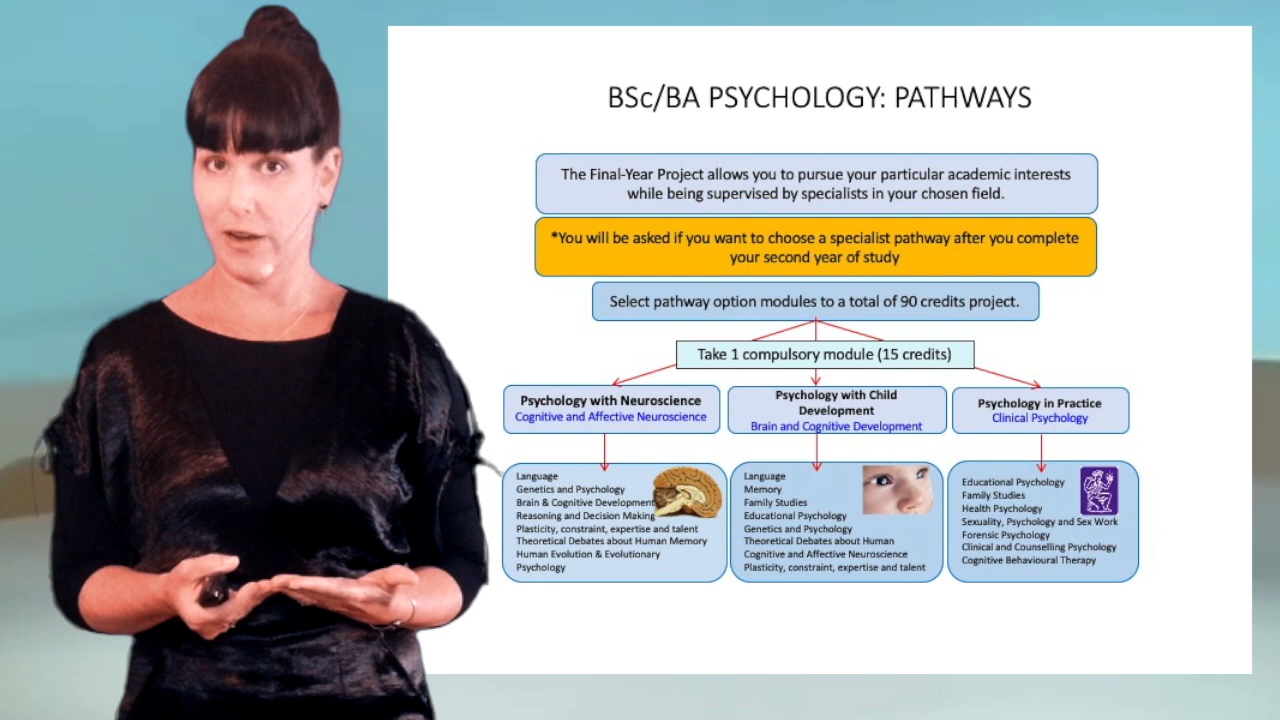 BSc/BA PSYCHOLOGY: PATHWAYS
The Final-Year Project allows you to pursue your particular academic interests
while being supervised by specialists in your chosen field.
*You will be asked if you want to choose a specialist pathway after you complete
your second year of study
Select pathway option modules to a total of 90 credits project.
Take 1 compulsory module (15 credits)
Psychology with Neuroscience
Cognitive and Affective Neuroscience
Psychology with Child
Development
Brain and Cognitive Development
Psychology in Practice
Clinical Psychology
Language
Genetics and Psychology
Brain & Cognitive Development
Reasoning and Decision Making
Plasticity, constraint, expertise and talent
Theoretical Debates about Human Memory
Human Evolution & Evolutionary
Psychology
Language
Memory
Family Studies
Educational Psychology
Genetics and Psychology
Theoretical Debates about Human
Cognitive and Affective Neuroscience
Plasticity, constraint, expertise and talent
Educational Psychology
Family Studies
Health Psychology
Sexuality, Psychology and Sex Work
Forensic Psychology
Clinical and Counselling Psychology
Cognitive Behavioural Therapy